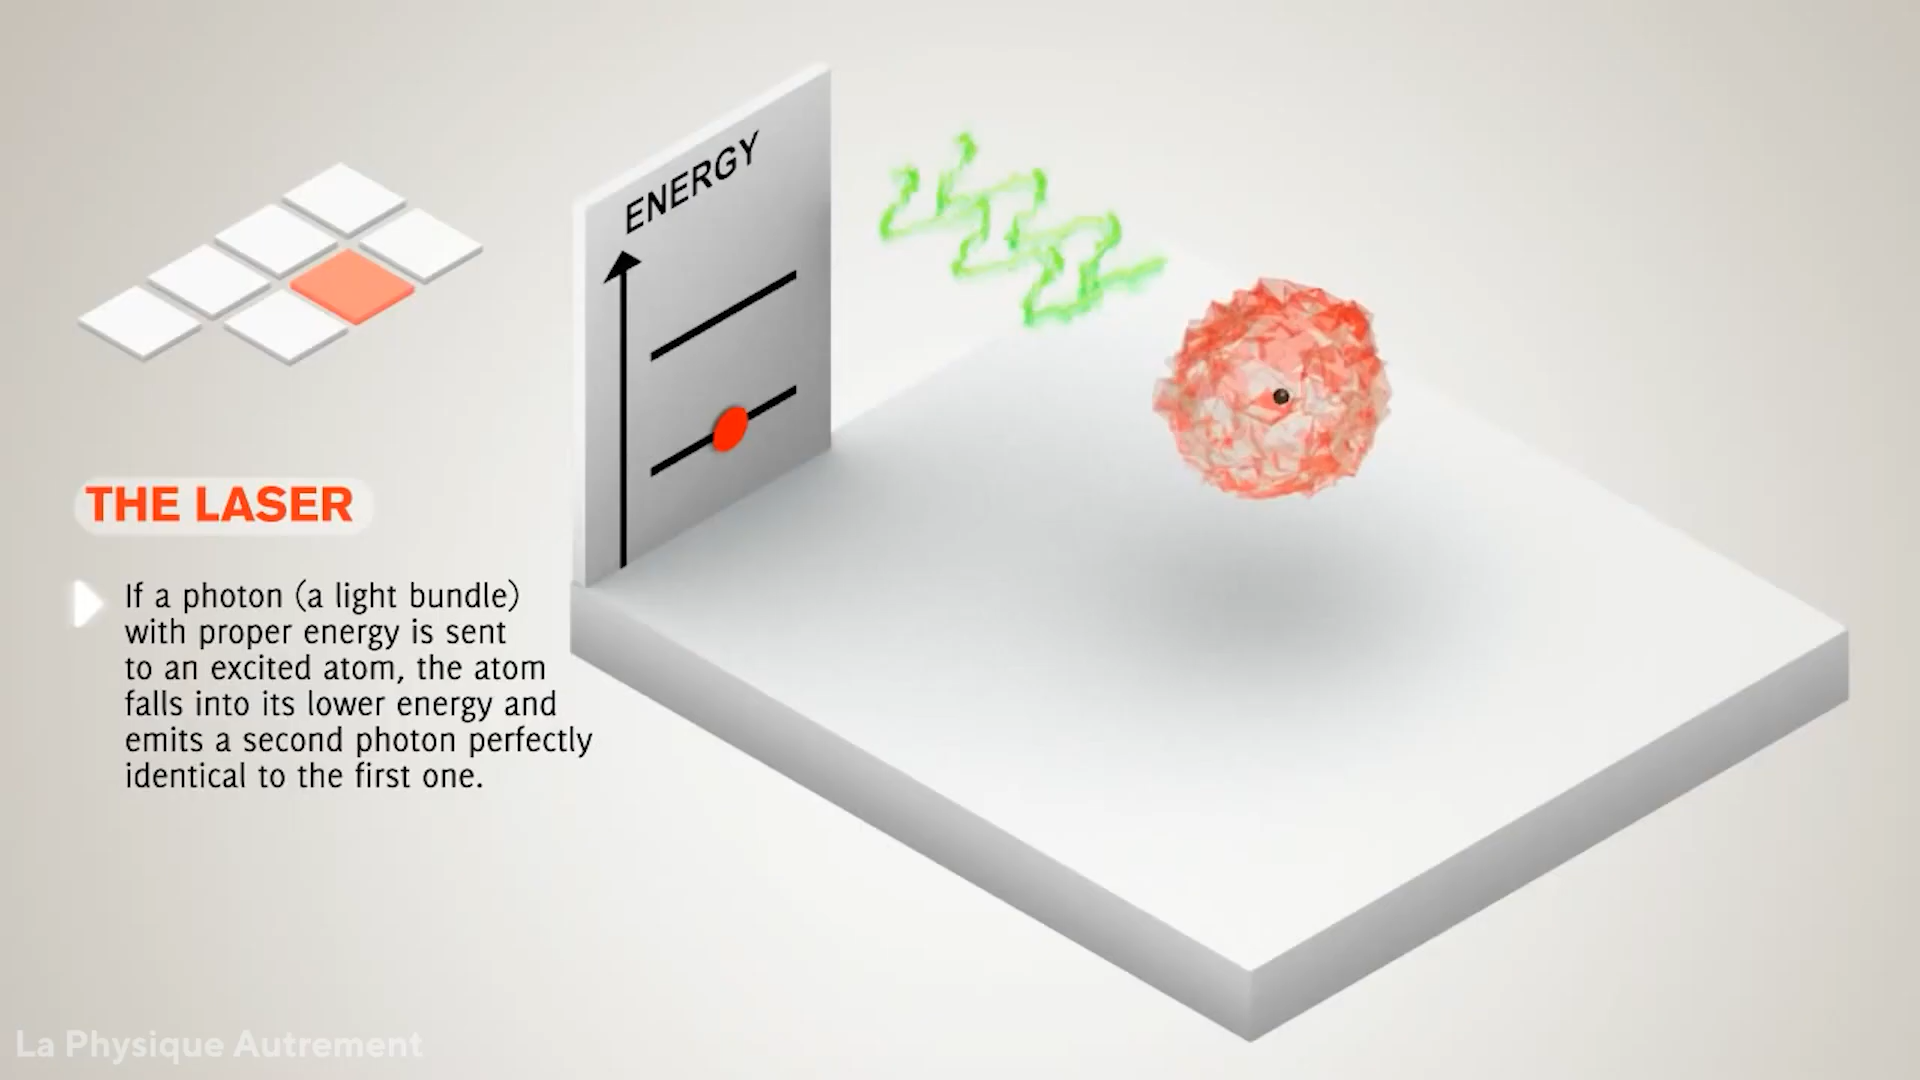 ENERGY
THE LASER
If a photon (a light bundle)
with proper energy is sent
to an excited atom, the atom
falls into its lower energy and
emits a second photon perfectly
identical to the first one.
La Physique Autrement